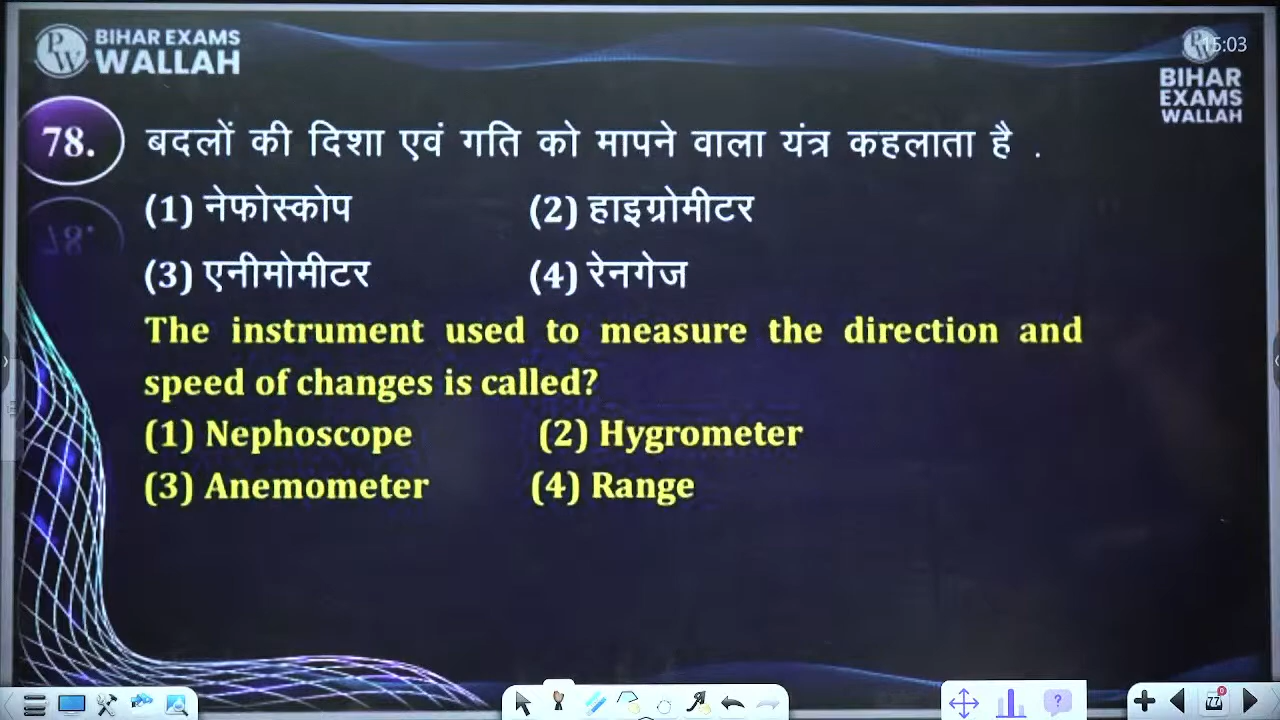 BIHAR EXAMS
WALLAH
15:03
BIHAR
EXAMS
WALLAH
78.
बदलों की दिशा एवं गति को मापने वाला यंत्र कहलाता है .
(1) नेफोस्कोप (2) हाइग्रोमीटर
(3) एनीमोमीटर (4) रेनगेज
The instrument used to measure the direction and
speed of changes is called?
(1) Nephoscope (2) Hygrometer
(3) Anemometer (4) Range